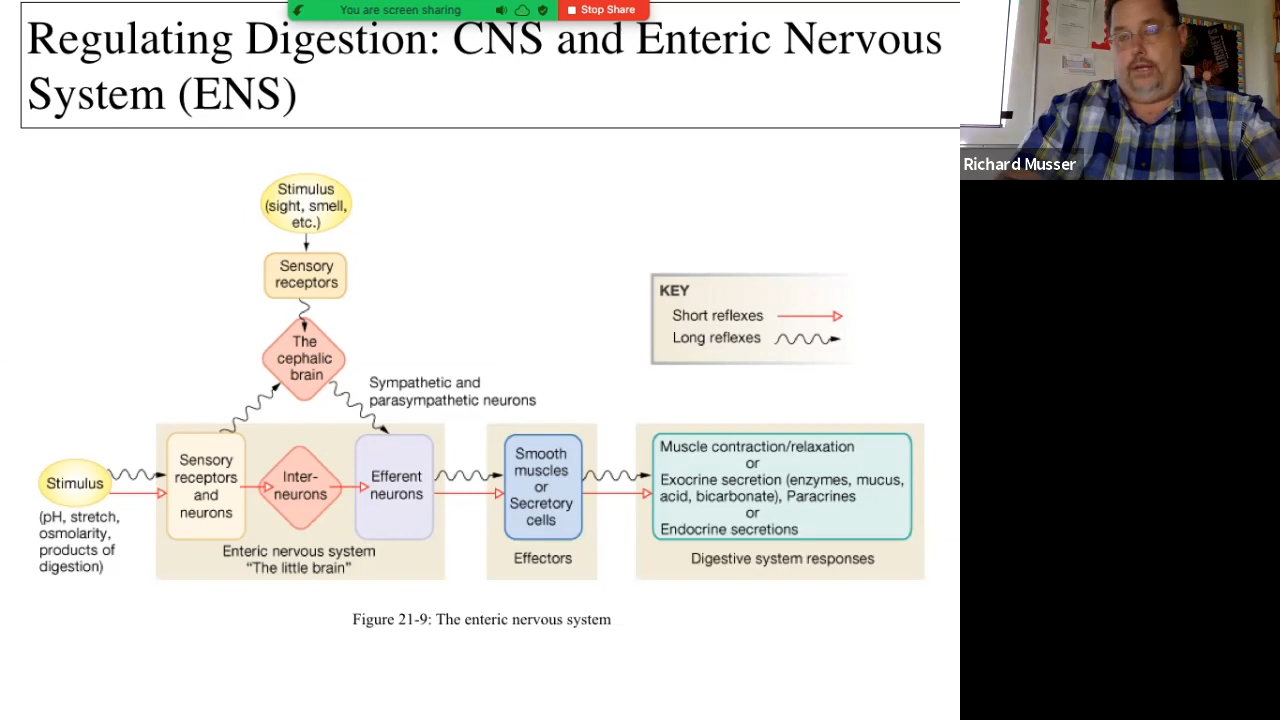 You are screen sharing
Stop Share
Regulating Digestion: CNS and Enteric Nervous
System (ENS)
Richard Musser
Stimulus
(sight, smell,
etc.)
Sensory
receptors
The
cephalic
brain
KEY
Short reflexes
Long reflexes
Sympathetic and
parasympathetic neurons
Stimulus
(pH, stretch,
osmolarity,
products of
digestion)
Sensory
receptors
and
neurons
Inter-
neurons
Efferent
neurons
Enteric nervous system
“The little brain”
Smooth
muscles
or
Secretory
cells
Effectors
Muscle contraction/relaxation
or
Exocrine secretion (enzymes, mucus,
acid, bicarbonate), Paracrines
or
Endocrine secretions
Digestive system responses
Figure 21-9: The enteric nervous system